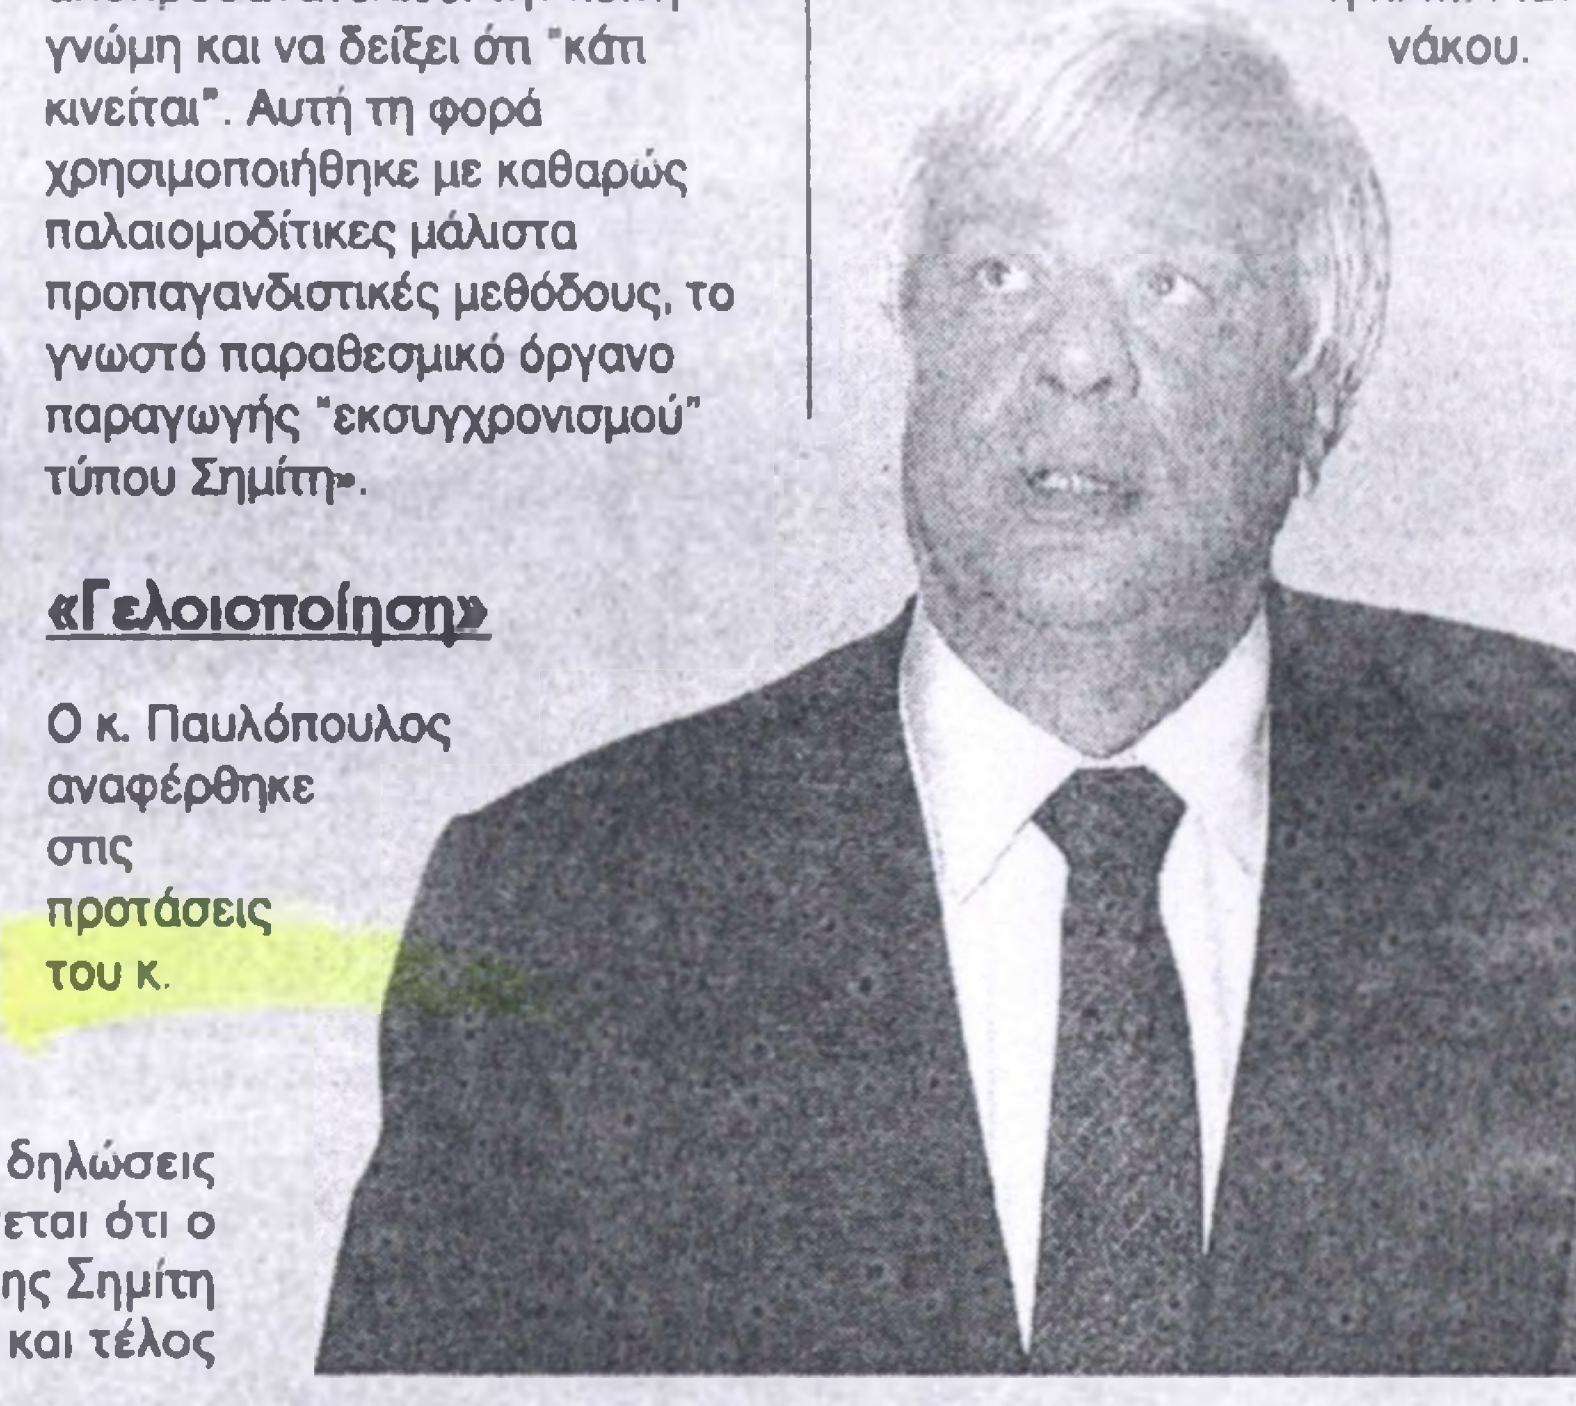 γνώμη και να δείξει ότι "κάτι
κινείται". Αυτή τη φορά
χρησιμοποιήθηκε με καθαρώς
παλαιομοδίτικες μάλιστα
προπαγανδιστικές μεθόδους, το
γνωστό παραθεσμικό όργανο
παραγωγής "εκσυγχρονισμού"
τύπου Σημίτη».
«Γελοιοποίηση»
Ο κ. Παυλόπουλος
αναφέρθηκε
στις
προτάσεις
του κ.
δηλώσεις
εται ότι ο
ης Σημίτη
και τέλος
νάκου.